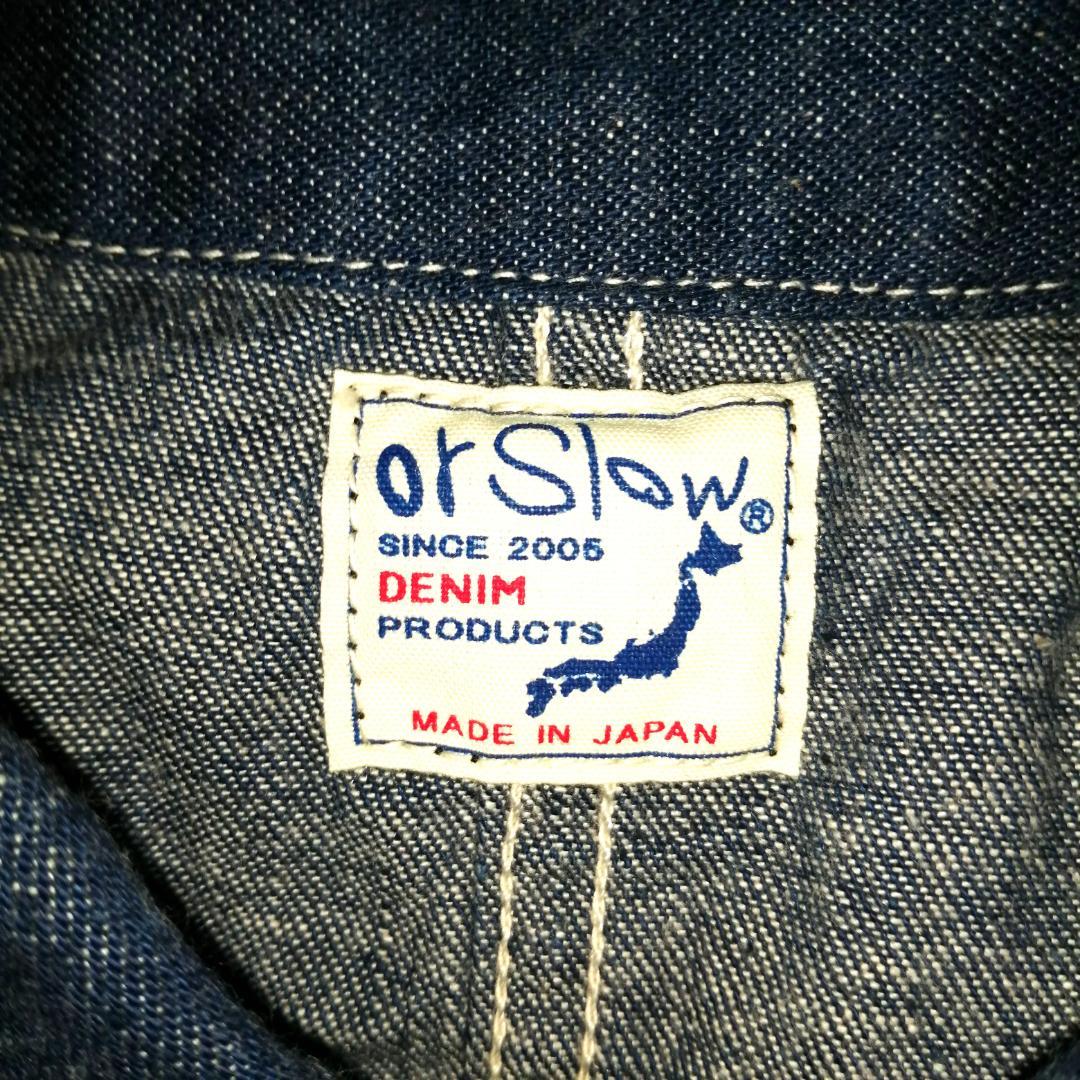 orSlow®
SINCE 2005
DENIM
PRODUCTS
MADE IN JAPAN